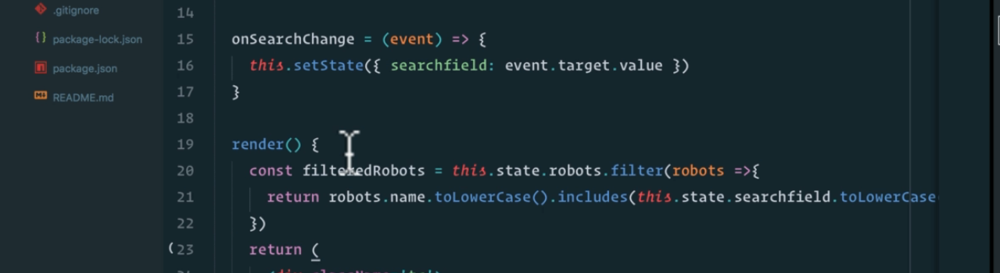 .gitignore
package-lock.json
package.json
README.md
14
15 onSearchChange = (event) => {
16 this.setState({ searchfield: event.target.value })
17 }
18
19 render() {
20 const filteredRobots = this.state.robots.filter(robots =>{
21 return robots.name.toLowerCase().includes(this.state.searchfield.toLowerCase
22 })
(23 return (